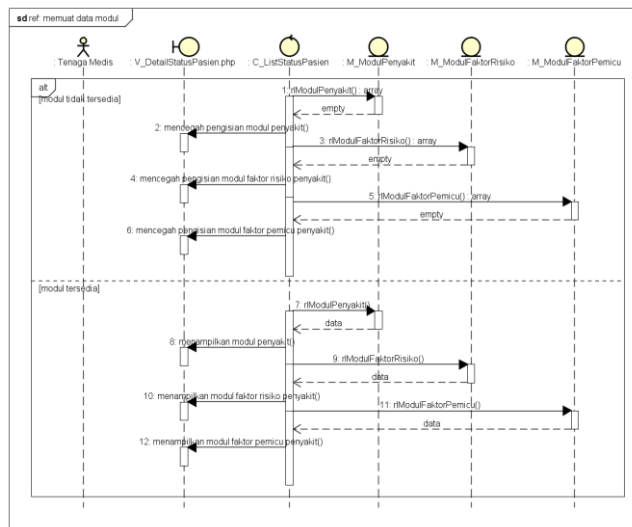 sd ref: memuat data modul
: Tenaga Medis : V_DetailStatusPasien.php : C_ListStatusPasien : M_ModulPenyakit : M_ModulFaktorRisiko : M_ModulFaktorPemicu
alt
[modul tidak tersedia]
1: rlModulPenyakit() : array
empty
2: mencegah pengisian modul penyakit()
3: rlModulFaktorRisiko() : array
empty
4: mencegah pengisian modul faktor risiko penyakit()
5: rlModulFaktorPemicu() : array
empty
6: mencegah pengisian modul faktor pemicu penyakit()
[modul tersedia]
7: rlModulPenyakit()
data
8: menampilkan modul penyakit()
9: rlModulFaktorRisiko()
data
10: menampilkan modul faktor risiko penyakit()
11: rlModulFaktorPemicu()
data
12: menampilkan modul faktor pemicu penyakit()